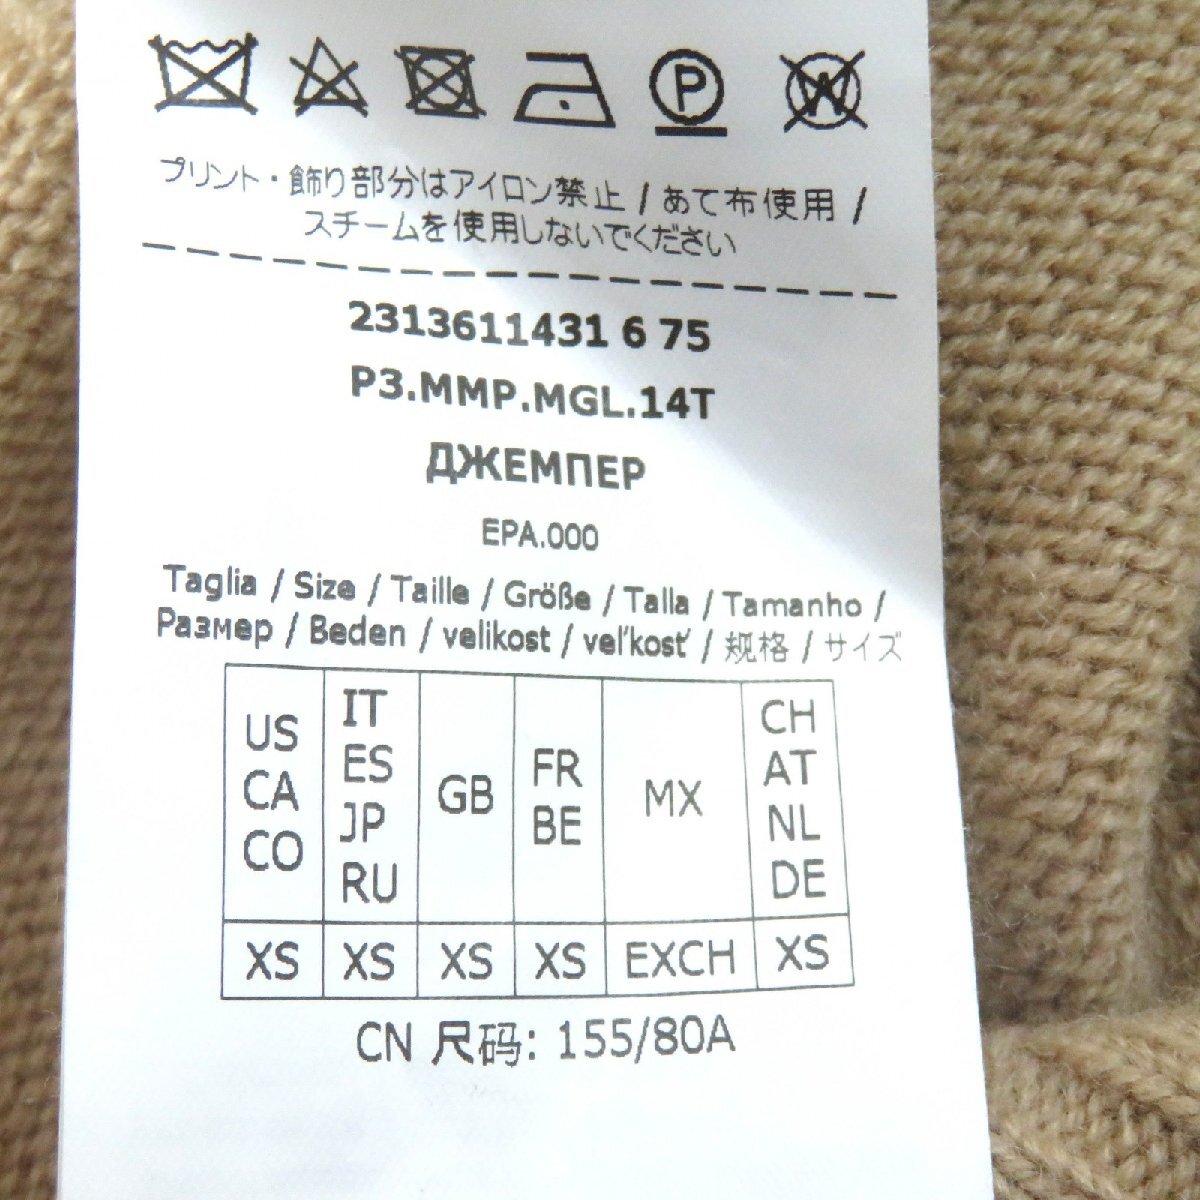 P W
プリント・飾り部分はアイロン禁止 / あて布使用 /
スチームを使用しないでください
2313611431 6 75
P3.MMP.MGL.14T
ДЖЕМПЕР
EPA.000
Taglia / Size / Taille / Größe / Talla / Tamanho /
Размер / Beden / velikost / veľkosť / 规格 / サイズ
US CA CO
IT ES JP RU
GB
FR BE
MX
CH AT NL DE
XS XS XS XS EXCH XS
CN 尺码: 155/80A